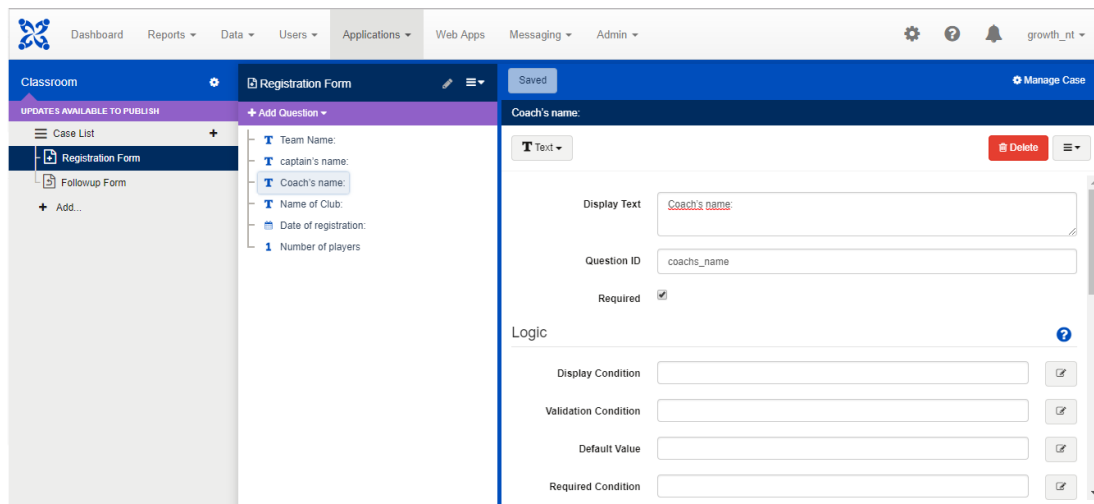 Dashboard Reports Data Users Applications Web Apps Messaging Admin growth_nt
Classroom
UPDATES AVAILABLE TO PUBLISH
Case List
Registration Form
Followup Form
Add...
Registration Form
Add Question
Team Name:
captain's name:
Coach's name:
Name of Club:
Date of registration:
1 Number of players
Saved Manage Case
Coach's name:
T Text Delete
Display Text Coach's name:
Question ID coachs_name
Required
Logic
Display Condition
Validation Condition
Default Value
Required Condition